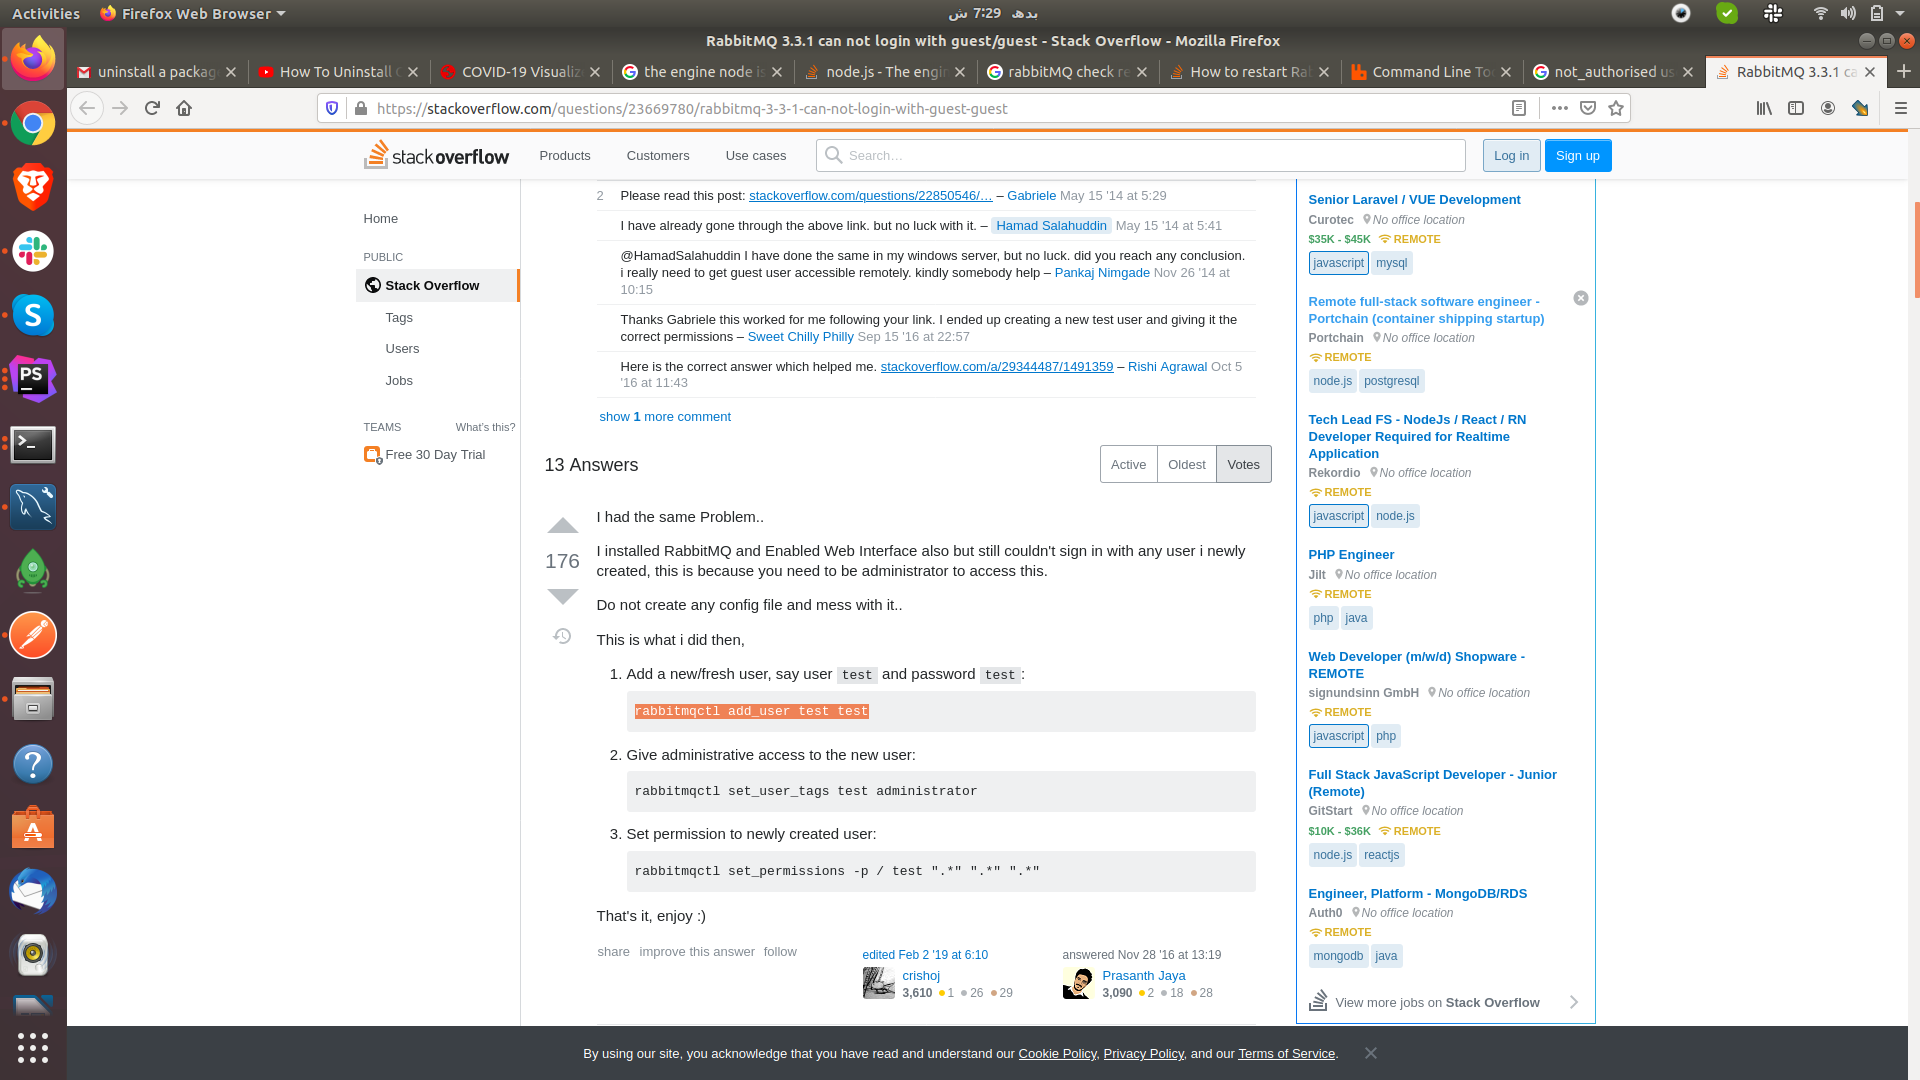 Activities
Firefox Web Browser
بدھ 7:29 ش
RabbitMQ 3.3.1 can not login with guest/guest - Stack Overflow - Mozilla Firefox
uninstall a packag
How To Uninstall
COVID-19 Visualiz
the engine node is
node.js - The engin
rabbitMQ check re
How to restart Ra
Command Line To
not_authorised us
RabbitMQ 3.3.1 ca
https://stackoverflow.com/questions/23669780/rabbitmq-3-3-1-can-not-login-with-guest-guest
stackoverflow
Products
Customers
Use cases
Search…
Log in
Sign up
Home
PUBLIC
Stack Overflow
Tags
Users
Jobs
TEAMS
What's this?
Free 30 Day Trial
2 Please read this post: stackoverflow.com/questions/22850546/… – Gabriele May 15 '14 at 5:29
I have already gone through the above link. but no luck with it. – Hamad Salahuddin May 15 '14 at 5:41
@HamadSalahuddin I have done the same in my windows server, but no luck. did you reach any conclusion.
i really need to get guest user accessible remotely. kindly somebody help – Pankaj Nimgade Nov 26 '14 at
10:15
Thanks Gabriele this worked for me following your link. I ended up creating a new test user and giving it the
correct permissions – Sweet Chilly Philly Sep 15 '16 at 22:57
Here is the correct answer which helped me. stackoverflow.com/a/29344487/1491359 – Rishi Agrawal Oct 5
'16 at 11:43
show 1 more comment
13 Answers
Active
Oldest
Votes
176
I had the same Problem..
I installed RabbitMQ and Enabled Web Interface also but still couldn't sign in with any user i newly
created, this is because you need to be administrator to access this.
Do not create any config file and mess with it..
This is what i did then,
1. Add a new/fresh user, say user test and password test:
rabbitmqctl add_user test test
2. Give administrative access to the new user:
rabbitmqctl set_user_tags test administrator
3. Set permission to newly created user:
rabbitmqctl set_permissions -p / test ".*" ".*" ".*"
That's it, enjoy :)
share improve this answer follow
edited Feb 2 '19 at 6:10
crishoj
3,610 1 26 29
answered Nov 28 '16 at 13:19
Prasanth Jaya
3,090 2 18 28
Senior Laravel / VUE Development
Curotec No office location
$35K - $45K REMOTE
javascript mysql
Remote full-stack software engineer -
Portchain (container shipping startup)
Portchain No office location
REMOTE
node.js postgresql
Tech Lead FS - NodeJs / React / RN
Developer Required for Realtime
Application
Rekordio No office location
REMOTE
javascript node.js
PHP Engineer
Jilt No office location
REMOTE
php java
Web Developer (m/w/d) Shopware -
REMOTE
signundsinn GmbH No office location
REMOTE
javascript php
Full Stack JavaScript Developer - Junior
(Remote)
GitStart No office location
$10K - $36K REMOTE
node.js reactjs
Engineer, Platform - MongoDB/RDS
Auth0 No office location
REMOTE
mongodb java
View more jobs on Stack Overflow
By using our site, you acknowledge that you have read and understand our Cookie Policy, Privacy Policy, and our Terms of Service.
PS